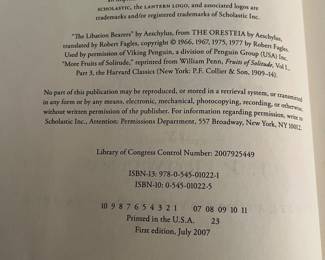 SCHOLASTIC, THE LANTERN LOGO, and associated logos are
trademarks and/or registered trademarks of Scholastic Inc.
"The Libation Bearers" by Aeschylus, from THE ORESTEIA by Aeschylus,
translated by Robert Fagles, copyright © 1966, 1967, 1975, 1977 by Robert Fagles.
Used by permission of Viking Penguin, a division of Penguin Group (USA) Inc.
"More Fruits of Solitude," reprinted from William Penn, Fruits of Solitude, Vol I.,
Part 3, the Harvard Classics (New York: P.F. Collier & Son, 1909–14).
No part of this publication may be reproduced, or stored in a retrieval system, or transmitted
in any form or by any means, electronic, mechanical, photocopying, recording, or otherwise,
without written permission of the publisher. For information regarding permission, write to
Scholastic Inc., Attention: Permissions Department, 557 Broadway, New York, NY 10012.
Library of Congress Control Number: 2007925449
ISBN-13: 978-0-545-01022-1
ISBN-10: 0-545-01022-5
10 9 8 7 6 5 4 3 2 1 07 08 09 10 11
Printed in the U.S.A. 23
First edition, July 2007